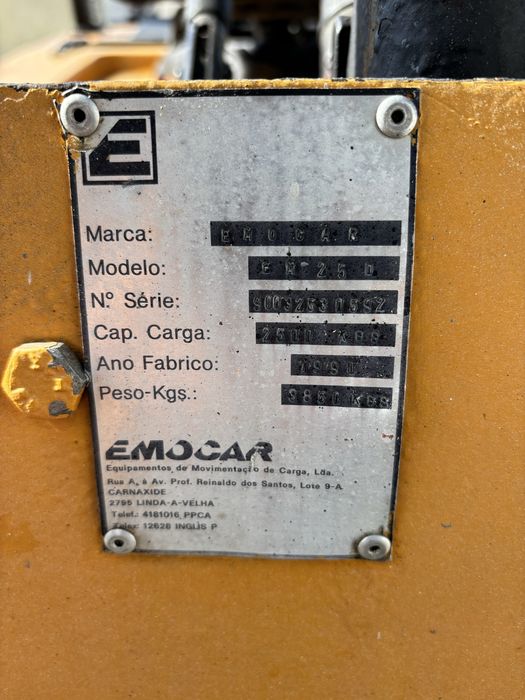 E
Marca: EMOCAR
Modelo: EM 25 D
N.º Série:
Cap. Carga: 2500 KGS
Ano Fabrico: 1990
Peso-Kgs.: 3850 KGS
EMOCAR
Equipamentos de Movimentação de Carga, Lda.
Rua A, à Av. Prof. Reinaldo dos Santos, Lote 9-A
CARNAXIDE
2795 LINDA-A-VELHA
Telef.: 4181016 PPCA
Telex: 12628 INGLIS P